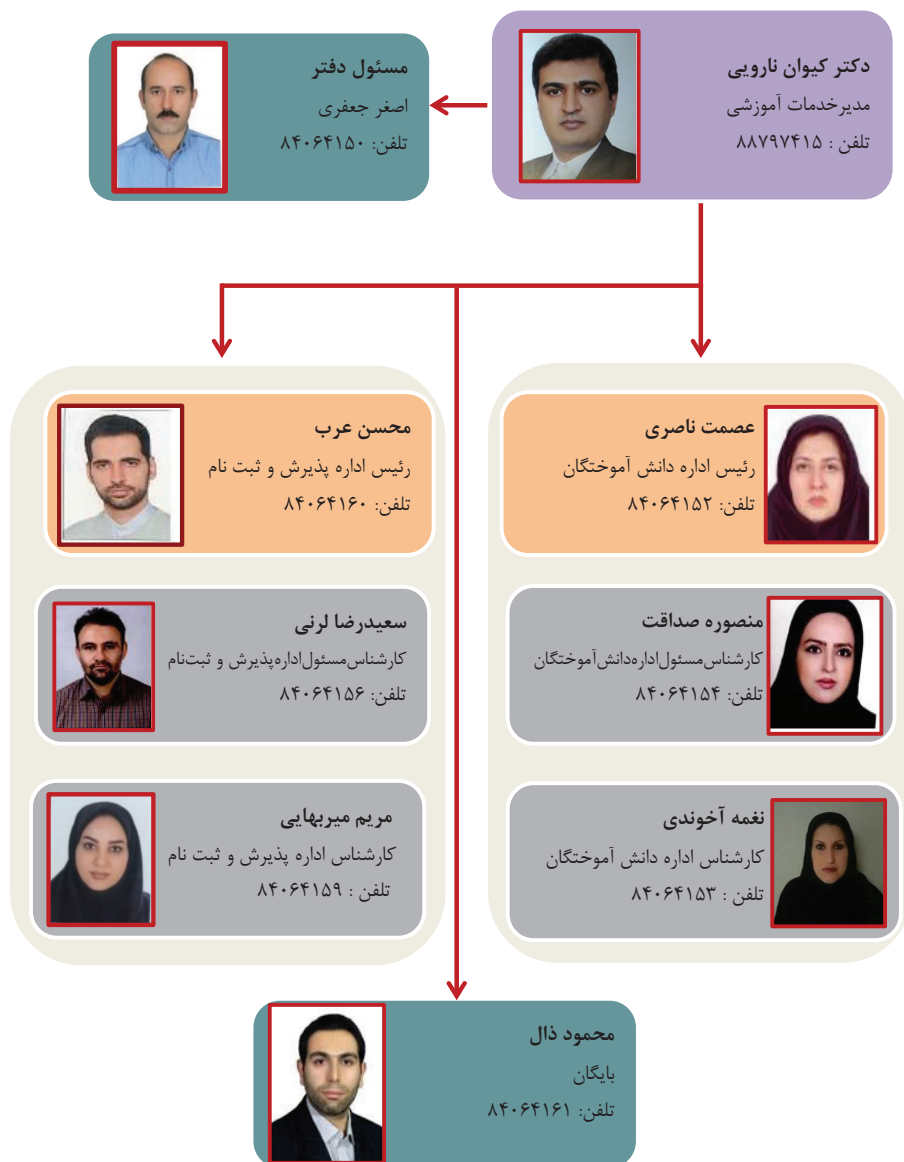 دکتر کیوان نارویی
مدیرخدمات آموزشی
تلفن : ۸۸۷۹۷۴۱۵
مسئول دفتر
اصغر جعفری
تلفن: ۸۴۰۶۴۱۵۰
عصمت ناصری
رئیس اداره دانش آموختگان
تلفن: ۸۴۰۶۴۱۵۲
منصوره صداقت
کارشناس‌مسئول‌اداره‌دانش‌آموختگان
تلفن: ۸۴۰۶۴۱۵۴
نغمه آخوندی
کارشناس اداره دانش آموختگان
تلفن : ۸۴۰۶۴۱۵۳
محسن عرب
رئیس اداره پذیرش و ثبت نام
تلفن: ۸۴۰۶۴۱۶۰
سعیدرضا لرنی
کارشناس‌مسئول‌اداره‌پذیرش و ثبت‌نام
تلفن: ۸۴۰۶۴۱۵۶
مریم میربهایی
کارشناس اداره پذیرش و ثبت نام
تلفن : ۸۴۰۶۴۱۵۹
محمود ذال
بایگان
تلفن: ۸۴۰۶۴۱۶۱